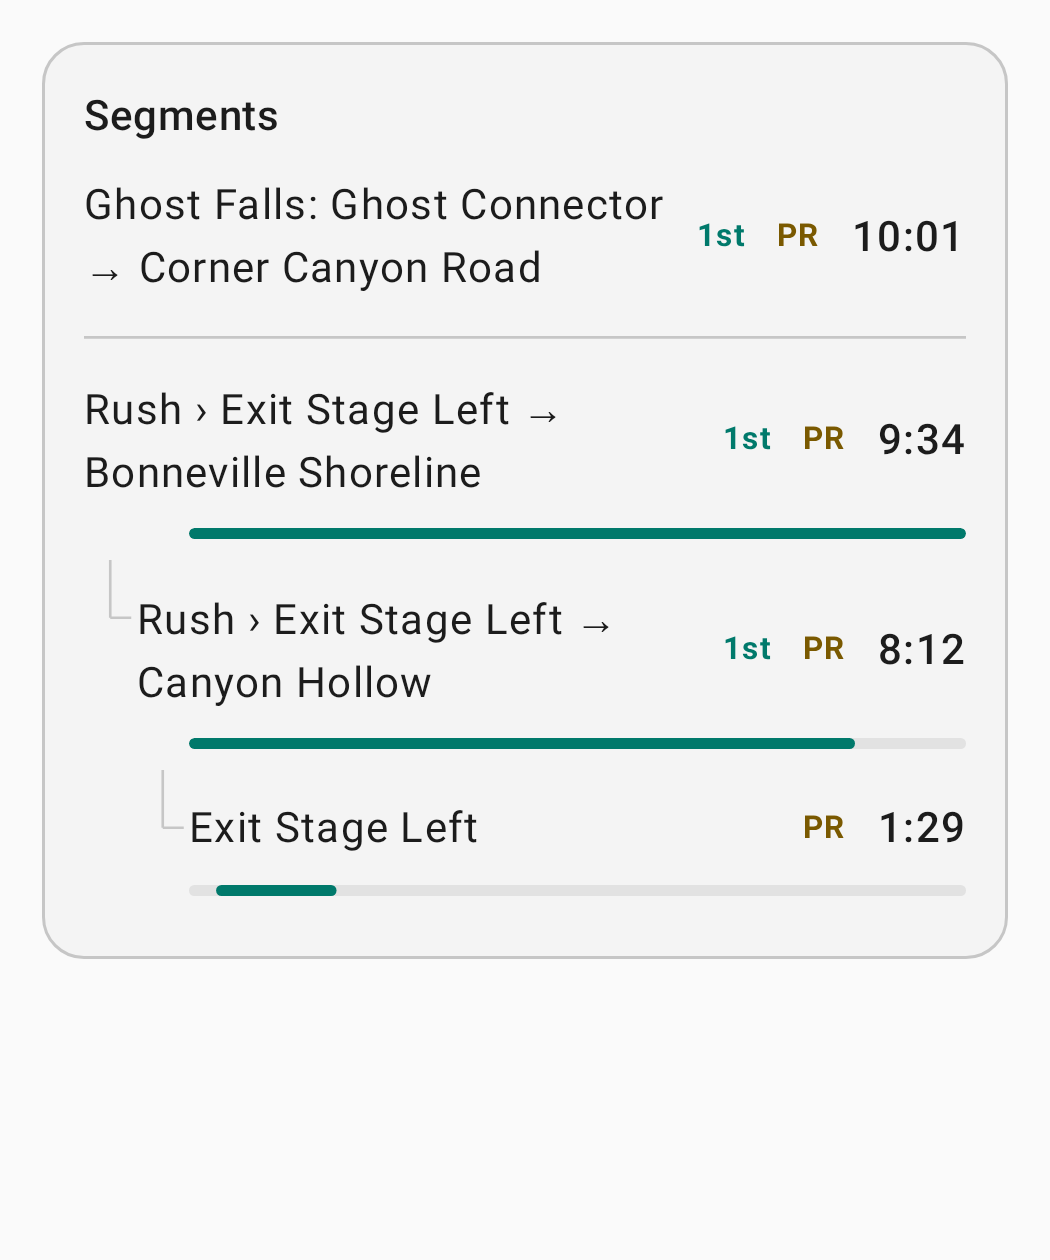 Segments
Ghost Falls: Ghost Connector
→ Corner Canyon Road
1st PR 10:01
Rush › Exit Stage Left →
Bonneville Shoreline
1st PR 9:34
Rush › Exit Stage Left →
Canyon Hollow
1st PR 8:12
Exit Stage Left
PR 1:29